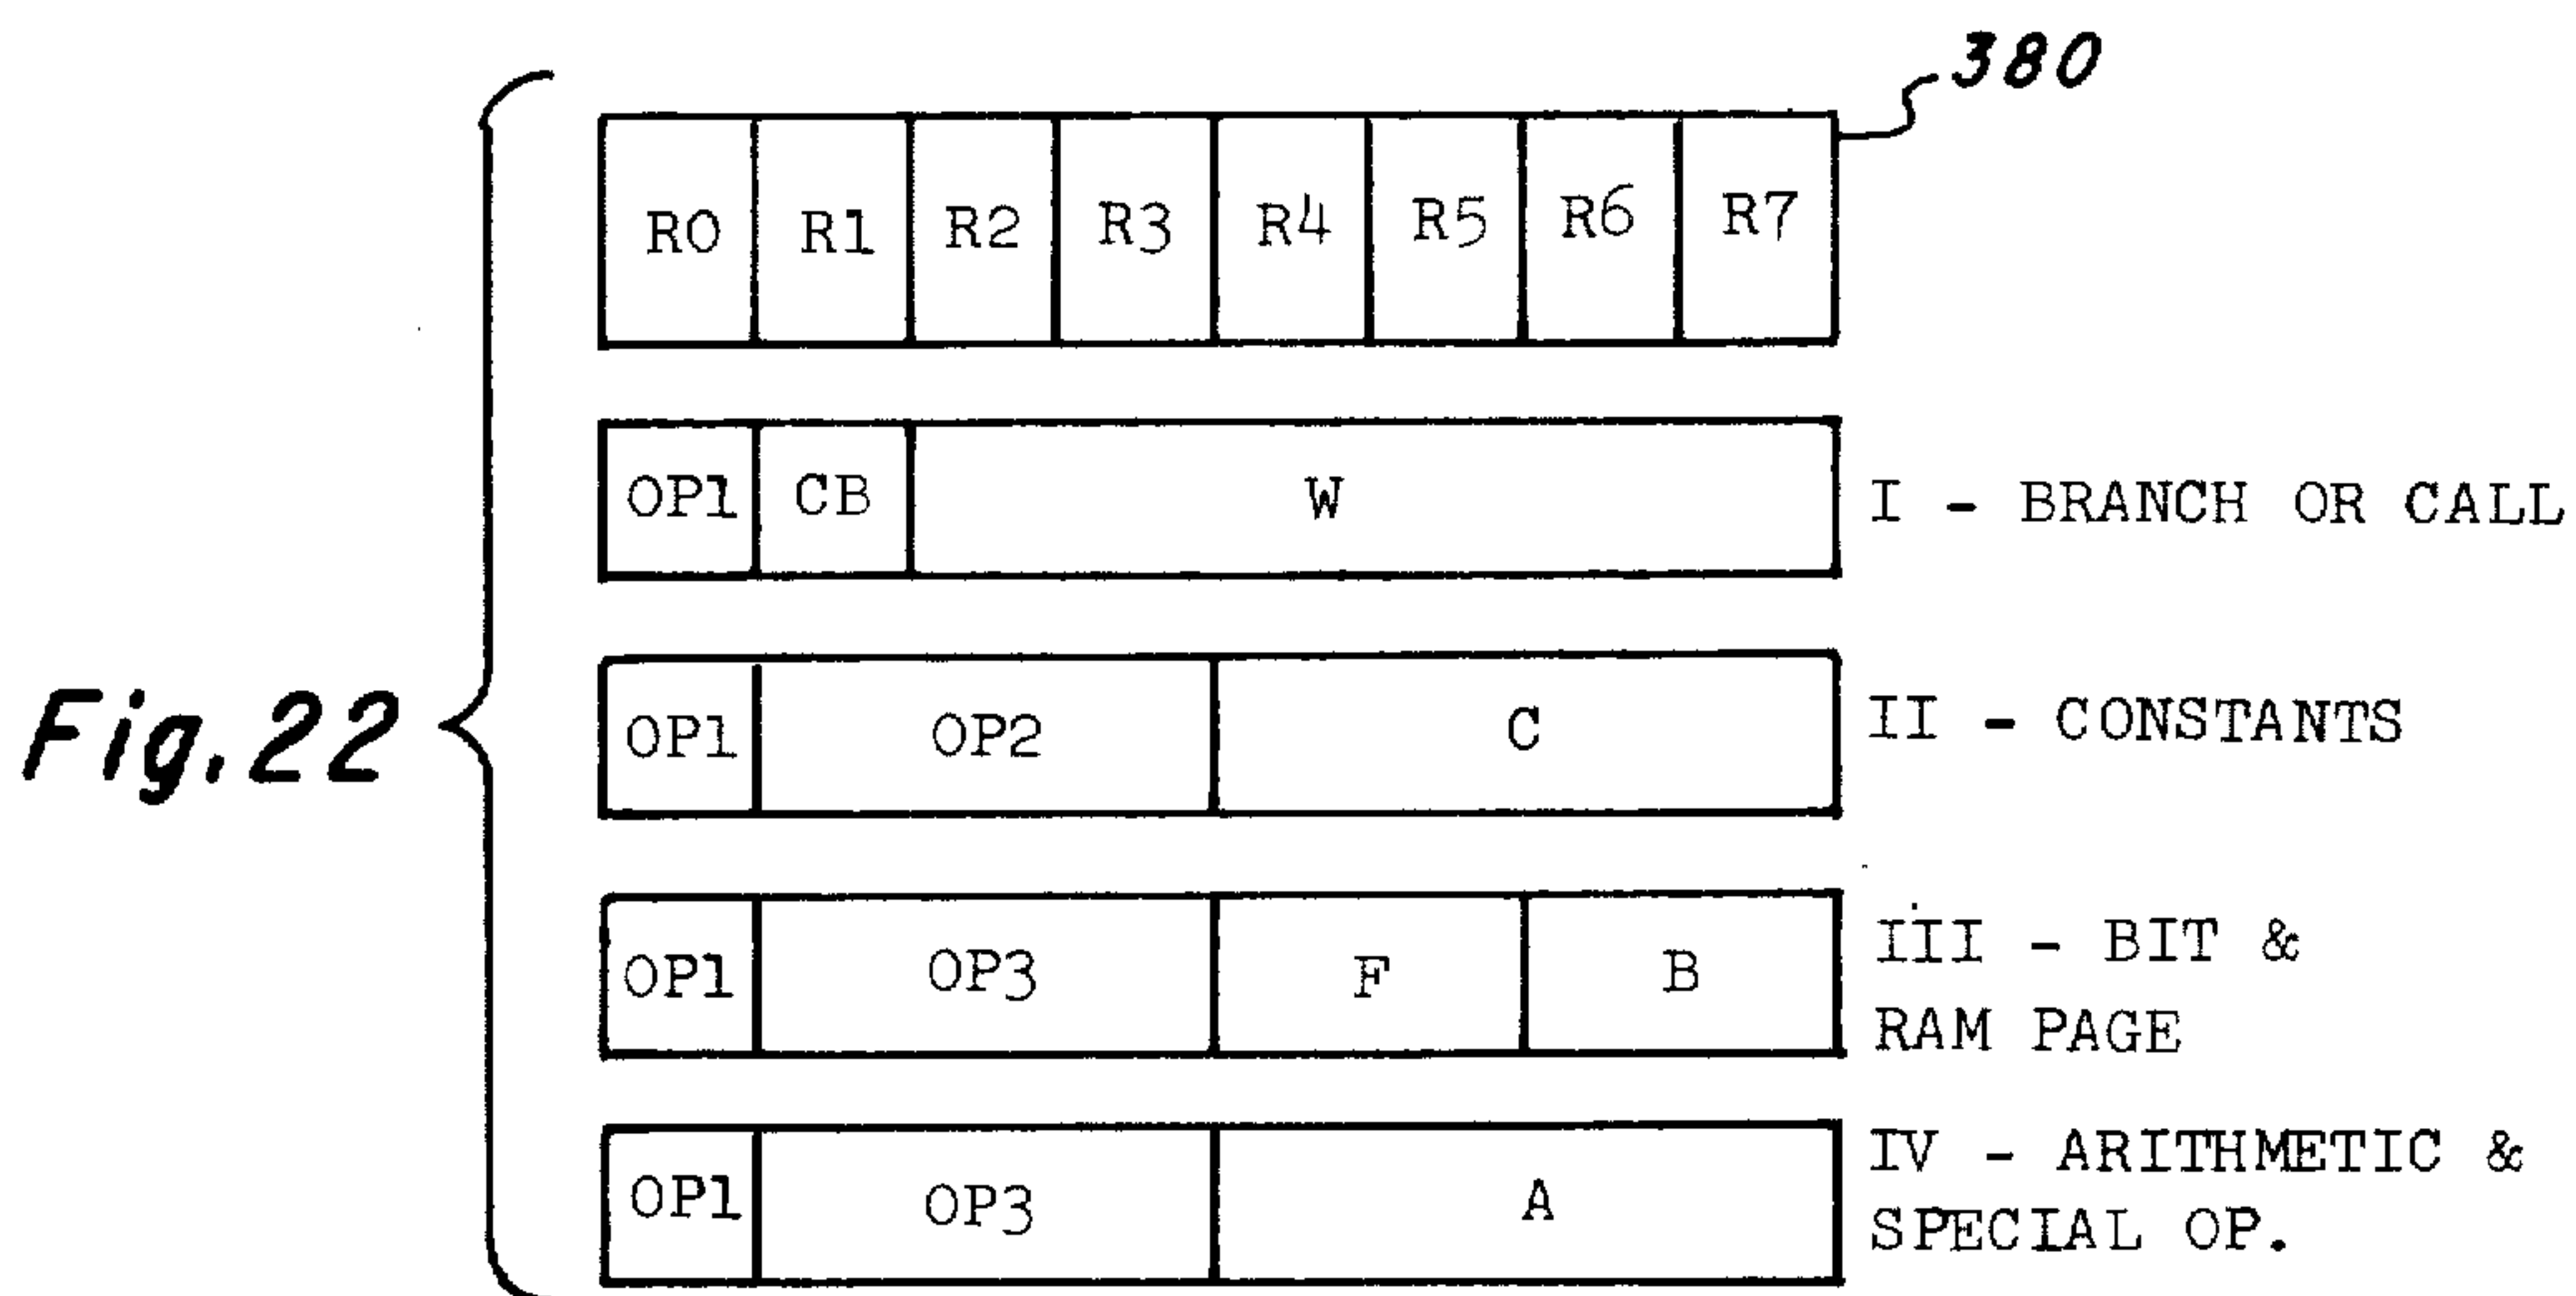 380
R0 R1 R2 R3 R4 R5 R6 R7
OP1 CB W I - BRANCH OR CALL
Fig.22
OP1 OP2 C II - CONSTANTS
OP1 OP3 F B III - BIT &
RAM PAGE
OP1 OP3 A IV - ARITHMETIC &
SPECIAL OP.